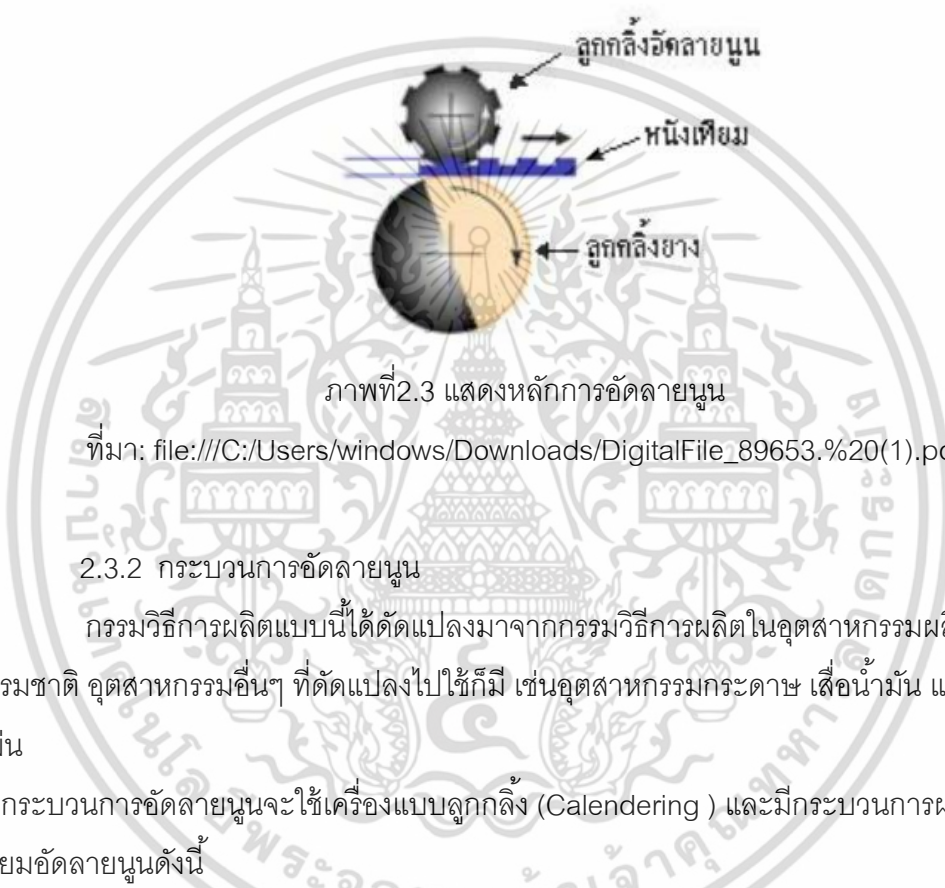 ลูกกลิ้งอัดลายนูน
หนังเทียม
ลูกกลิ้งยาง
ภาพที่2.3 แสดงหลักการอัดลายนูน
ที่มา: file:///C:/Users/windows/Downloads/DigitalFile_89653.%20(1).pd
2.3.2 กระบวนการอัดลายนูน
กรรมวิธีการผลิตแบบนี้ได้ดัดแปลงมาจากกรรมวิธีการผลิตในอุตสาหกรรมผลิ
รมชาติ อุตสาหกรรมอื่นๆ ที่ดัดแปลงไปใช้ก็มี เช่นอุตสาหกรรมกระดาษ เสื่อน้ำมัน แ
กระบวนการอัดลายนูนจะใช้เครื่องแบบลูกกลิ้ง (Calendering ) และมีกระบวนการผ
ยมอัดลายนูนดังนี้